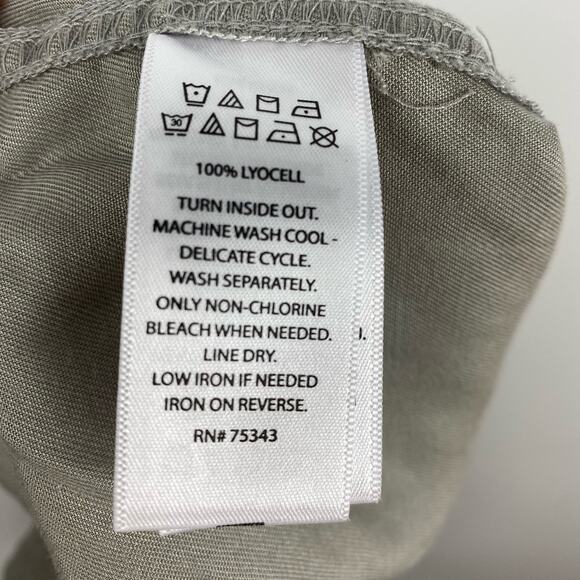 30
100% LYOCELL
TURN INSIDE OUT.
MACHINE WASH COOL -
DELICATE CYCLE.
WASH SEPARATELY.
ONLY NON-CHLORINE
BLEACH WHEN NEEDED.
LINE DRY.
LOW IRON IF NEEDED
IRON ON REVERSE.
RN# 75343